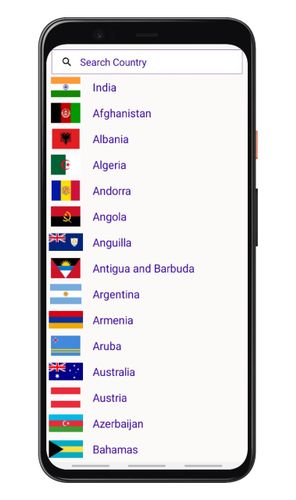 Search Country
India
Afghanistan
Albania
Algeria
Andorra
Angola
Anguilla
Antigua and Barbuda
Argentina
Armenia
Aruba
Australia
Austria
Azerbaijan
Bahamas